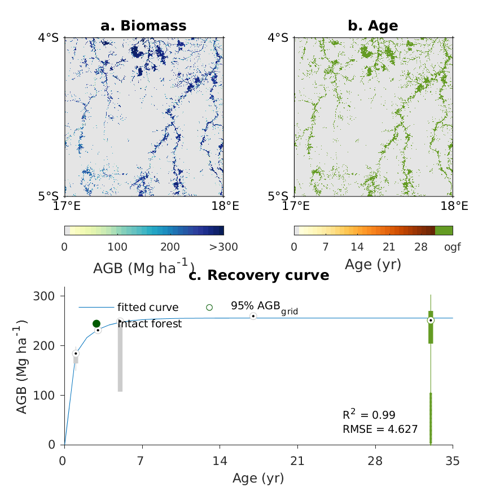 a. Biomass
b. Age
4°S
4°S
5°S
5°S
17°E
18°E
17°E
18°E
0
100
200
>300
0
7
14
21
28
ogf
AGB (Mg ha⁻¹)
Age (yr)
c. Recovery curve
300
200
100
0
AGB (Mg ha⁻¹)
fitted curve
95% AGB_grid
intact forest
R² = 0.99
RMSE = 4.627
0
7
14
21
28
35
Age (yr)